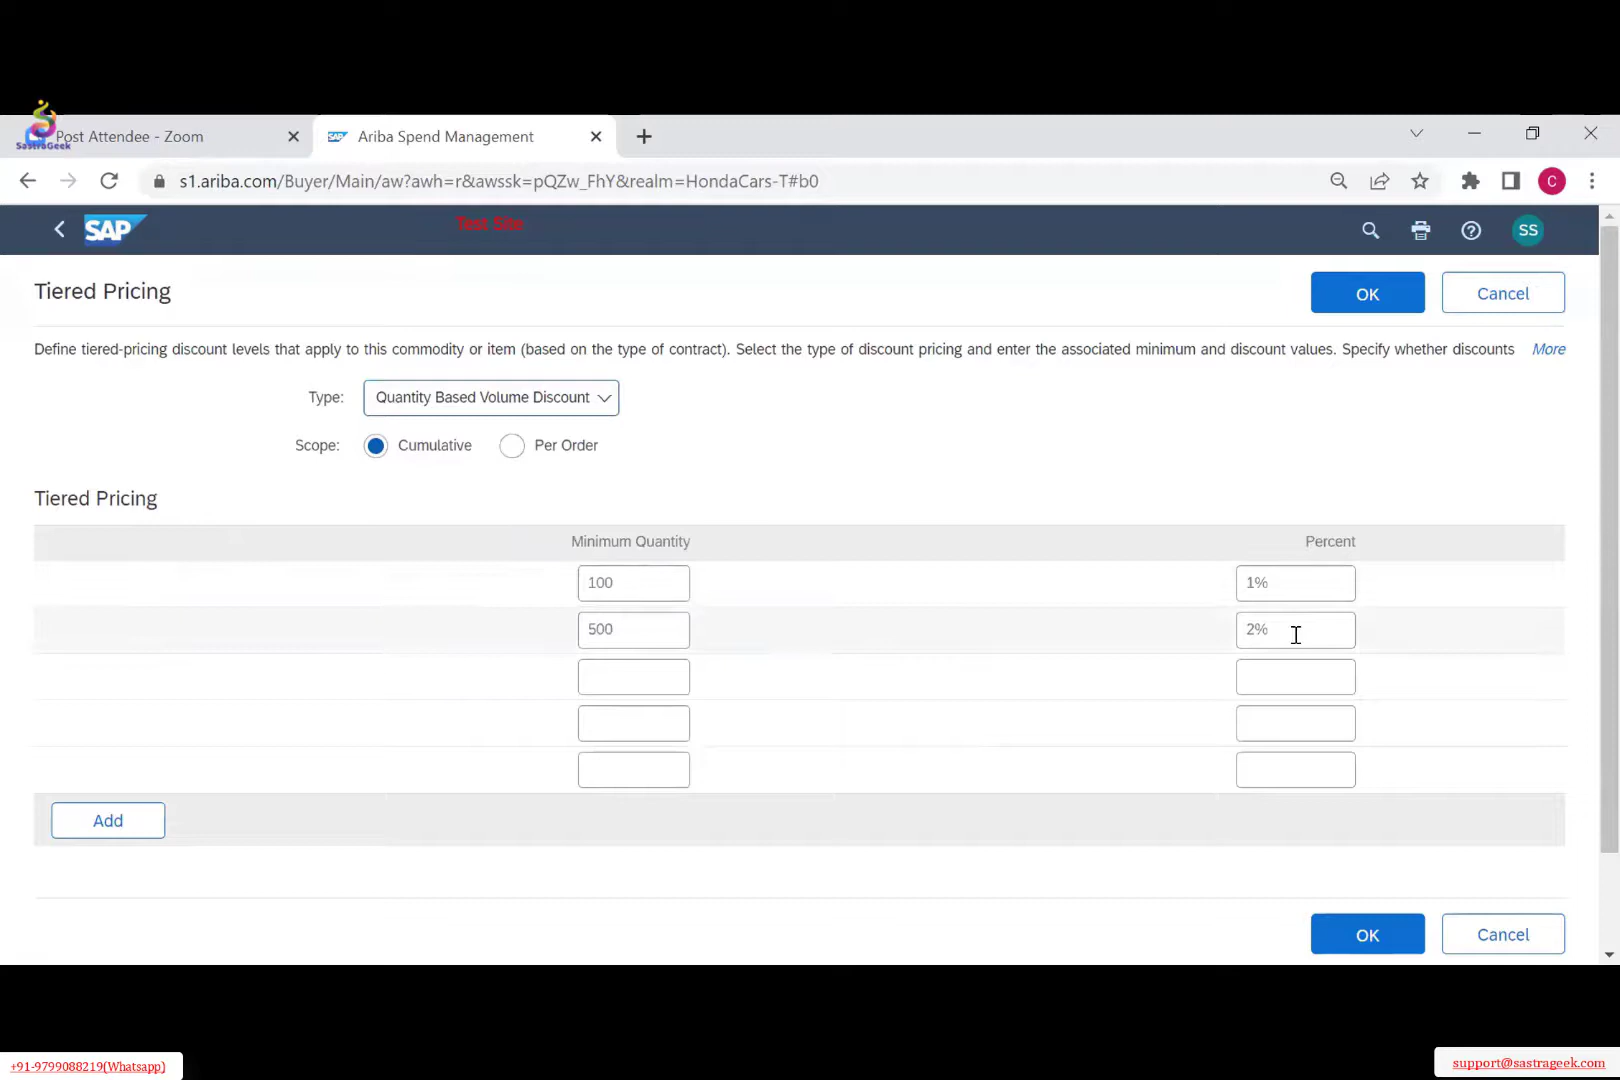 SastraGeek
Post Attendee - Zoom
SAP
Ariba Spend Management
s1.ariba.com/Buyer/Main/aw?awh=r&awssk=pQZw_FhY&realm=HondaCars-T#b0
C
SAP
Test Site
SS
Tiered Pricing
OK
Cancel
Define tiered-pricing discount levels that apply to this commodity or item (based on the type of contract). Select the type of discount pricing and enter the associated minimum and discount values. Specify whether discounts More
Type: Quantity Based Volume Discount
Scope: Cumulative Per Order
Tiered Pricing
Minimum Quantity Percent
100 1%
500 2%
Add
OK
Cancel
+91-9799088219(Whatsapp)
support@sastrageek.com